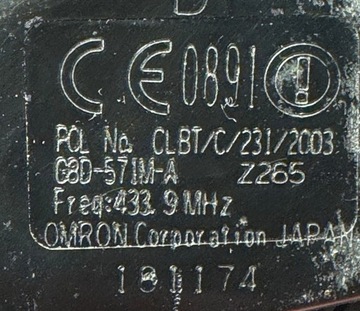 D
CE0891
POL No. CLBT/C/231/2003
G8D-571M-A Z265
Freq:433.9MHz
OMRON Corporation JAPAN
181174